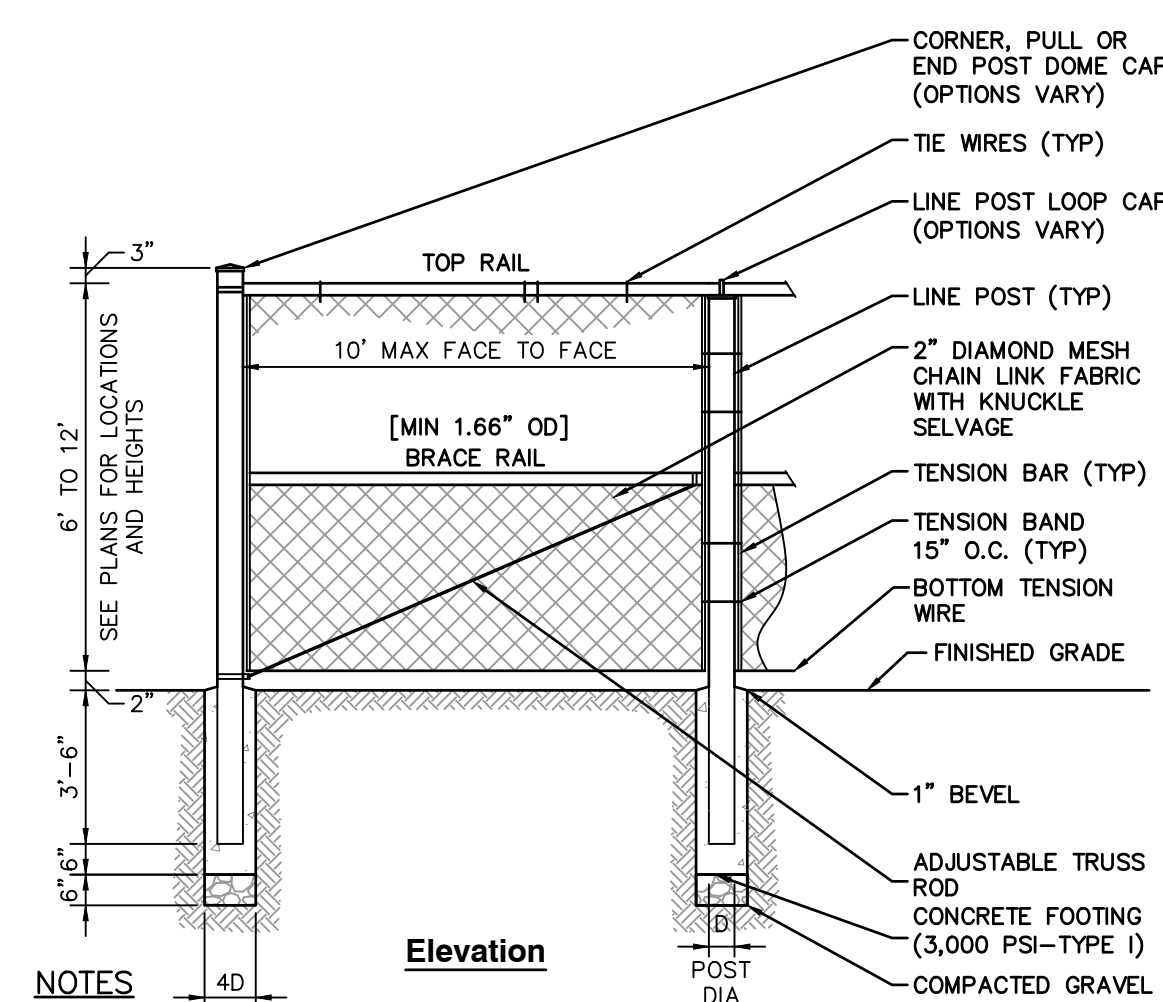 CORNER, PULL OR
END POST DOME CAP
(OPTIONS VARY)
TIE WIRES (TYP)
LINE POST LOOP CAP
(OPTIONS VARY)
3"
TOP RAIL
LINE POST (TYP)
10' MAX FACE TO FACE
2" DIAMOND MESH
CHAIN LINK FABRIC
WITH KNUCKLE
SELVAGE
6' TO 12'
SEE PLANS FOR LOCATIONS
AND HEIGHTS
[MIN 1.66" OD]
BRACE RAIL
TENSION BAR (TYP)
TENSION BAND
15" O.C. (TYP)
BOTTOM TENSION
WIRE
FINISHED GRADE
2"
3'-6"
1" BEVEL
6"
6"
ADJUSTABLE TRUSS
ROD
CONCRETE FOOTING
(3,000 PSI-TYPE I)
COMPACTED GRAVEL
D
POST
DIA
Elevation
4D
NOTES